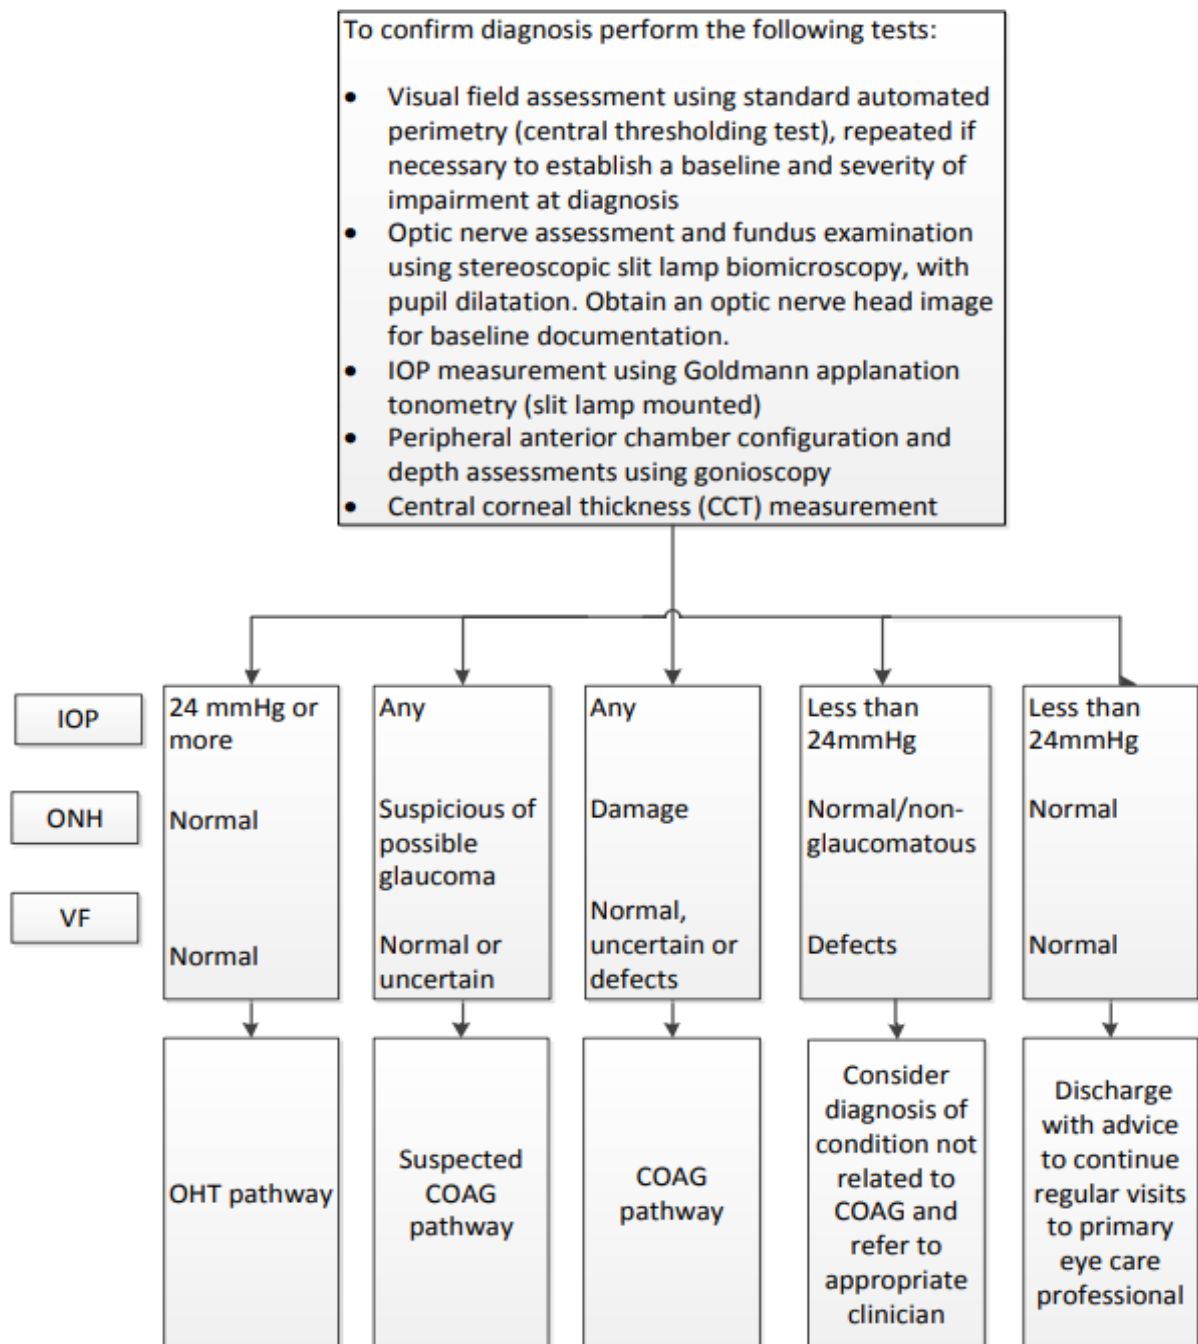 To confirm diagnosis perform the following tests:
• Visual field assessment using standard automated
perimetry (central thresholding test), repeated if
necessary to establish a baseline and severity of
impairment at diagnosis
• Optic nerve assessment and fundus examination
using stereoscopic slit lamp biomicroscopy, with
pupil dilatation. Obtain an optic nerve head image
for baseline documentation.
• IOP measurement using Goldmann applanation
tonometry (slit lamp mounted)
• Peripheral anterior chamber configuration and
depth assessments using gonioscopy
• Central corneal thickness (CCT) measurement
IOP
ONH
VF
24 mmHg or
more
Normal
Normal
Any
Suspicious of
possible
glaucoma
Normal or
uncertain
Any
Damage
Normal,
uncertain or
defects
Less than
24mmHg
Normal/non-
glaucomatous
Defects
Less than
24mmHg
Normal
Normal
OHT pathway
Suspected
COAG
pathway
COAG
pathway
Consider
diagnosis of
condition not
related to
COAG and
refer to
appropriate
clinician
Discharge
with advice
to continue
regular visits
to primary
eye care
professional